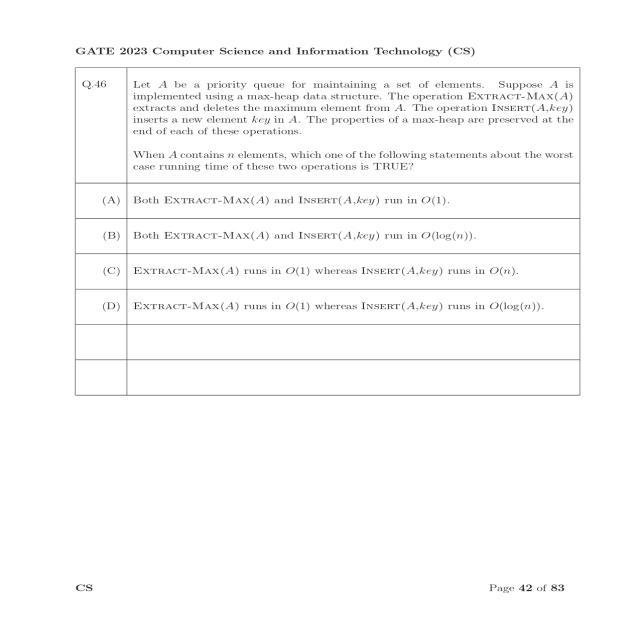 GATE 2023 Computer Science and Information Technology (CS)
Q.46
Let A be a priority queue for maintaining a set of elements. Suppose A is
implemented using a max-heap data structure. The operation EXTRACT-MAX(A)
extracts and deletes the maximum element from A. The operation INSERT(A,key)
inserts a new element key in A. The properties of a max-heap are preserved at the
end of each of these operations.
When A contains n elements, which one of the following statements about the worst
case running time of these two operations is TRUE?
(A) Both EXTRACT-MAX(A) and INSERT(A,key) run in O(1).
(B) Both EXTRACT-MAX(A) and INSERT(A,key) run in O(log(n)).
(C) EXTRACT-MAX(A) runs in O(1) whereas INSERT(A,key) runs in O(n).
(D) EXTRACT-MAX(A) runs in O(1) whereas INSERT(A,key) runs in O(log(n)).
CS Page 42 of 83